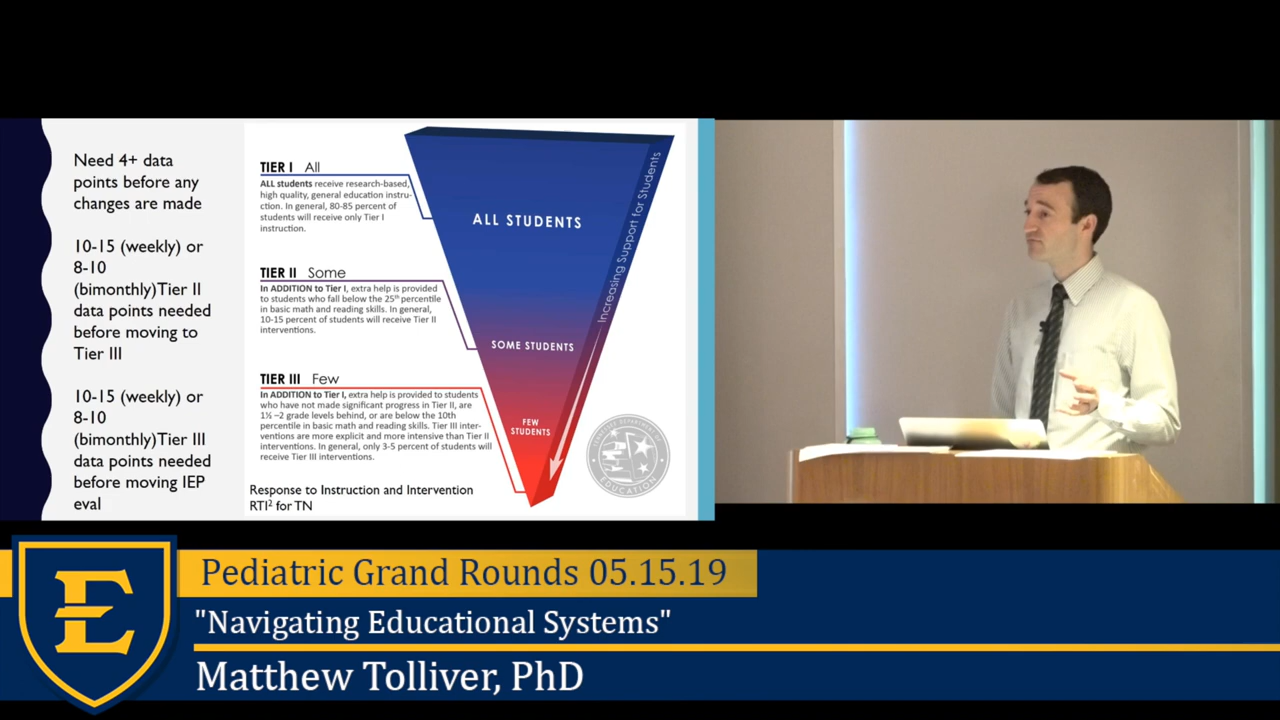 Need 4+ data
points before any
changes are made
10-15 (weekly) or
8-10
(bimonthly)Tier II
data points needed
before moving to
Tier III
10-15 (weekly) or
8-10
(bimonthly)Tier III
data points needed
before moving IEP
eval
TIER I All
ALL students receive research-based,
high quality, general education instru-
ction. In general, 80-85 percent of
students will receive only Tier I
instruction.
TIER II Some
In ADDITION to Tier I, extra help is provided
to students who fall below the 25th percentile
in basic math and reading skills. In general,
10-15 percent of students will receive Tier II
interventions.
TIER III Few
In ADDITION to Tier I, extra help is provided to students
who have not made significant progress in Tier II, are
1½ –2 grade levels behind, or are below the 10th
percentile in basic math and reading skills. Tier III inter-
ventions are more explicit and more intensive than Tier II
interventions. In general, only 3-5 percent of students will
receive Tier III interventions.
Response to Instruction and Intervention
RTI² for TN
ALL STUDENTS
SOME STUDENTS
FEW
STUDENTS
Increasing Support for Students
EDUCATION
E
Pediatric Grand Rounds 05.15.19
"Navigating Educational Systems"
Matthew Tolliver, PhD